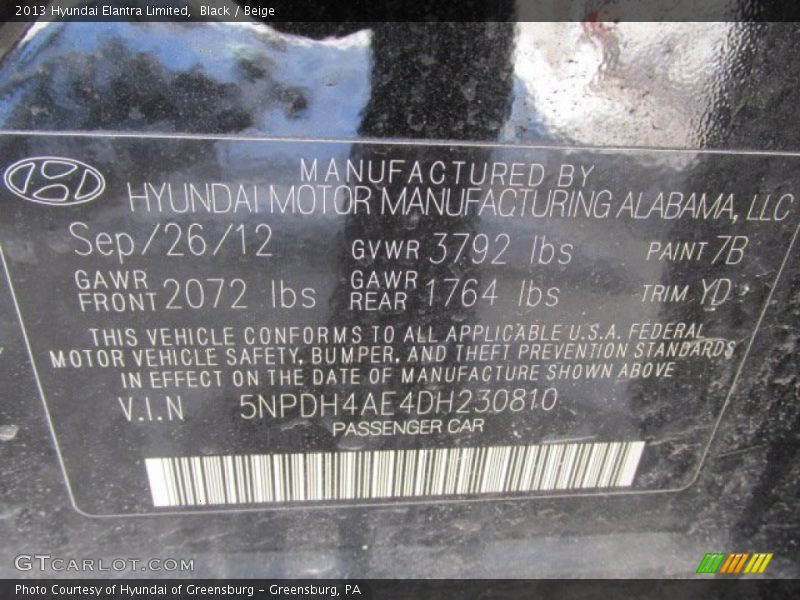 2013 Hyundai Elantra Limited, Black / Beige
MANUFACTURED BY
HYUNDAI MOTOR MANUFACTURING ALABAMA, LLC
Sep/26/12 GVWR 3792 lbs PAINT 7B
GAWR FRONT 2072 lbs GAWR REAR 1764 lbs TRIM YD
THIS VEHICLE CONFORMS TO ALL APPLICABLE U.S.A. FEDERAL
MOTOR VEHICLE SAFETY, BUMPER, AND THEFT PREVENTION STANDARDS
IN EFFECT ON THE DATE OF MANUFACTURE SHOWN ABOVE
V.I.N 5NPDH4AE4DH230810
PASSENGER CAR
GTCARLOT.COM
Photo Courtesy of Hyundai of Greensburg - Greensburg, PA